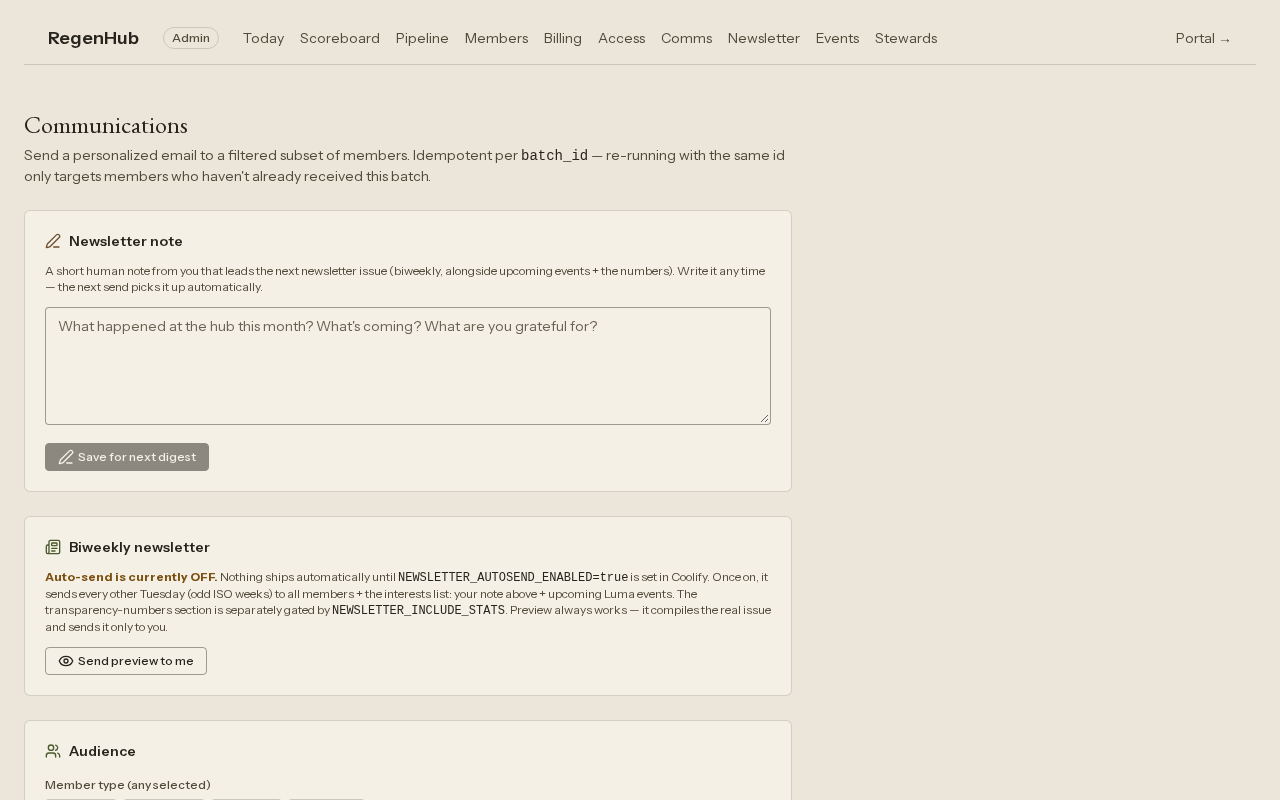 RegenHub Admin Today Scoreboard Pipeline Members Billing Access Comms Newsletter Events Stewards Portal →
Communications
Send a personalized email to a filtered subset of members. Idempotent per batch_id — re-running with the same id
only targets members who haven't already received this batch.
Newsletter note
A short human note from you that leads the next newsletter issue (biweekly, alongside upcoming events + the numbers). Write it any time
— the next send picks it up automatically.
What happened at the hub this month? What's coming? What are you grateful for?
Save for next digest
Biweekly newsletter
Auto-send is currently OFF. Nothing ships automatically until NEWSLETTER_AUTOSEND_ENABLED=true is set in Coolify. Once on, it
sends every other Tuesday (odd ISO weeks) to all members + the interests list: your note above + upcoming Luma events. The
transparency-numbers section is separately gated by NEWSLETTER_INCLUDE_STATS. Preview always works — it compiles the real issue
and sends it only to you.
Send preview to me
Audience
Member type (any selected)